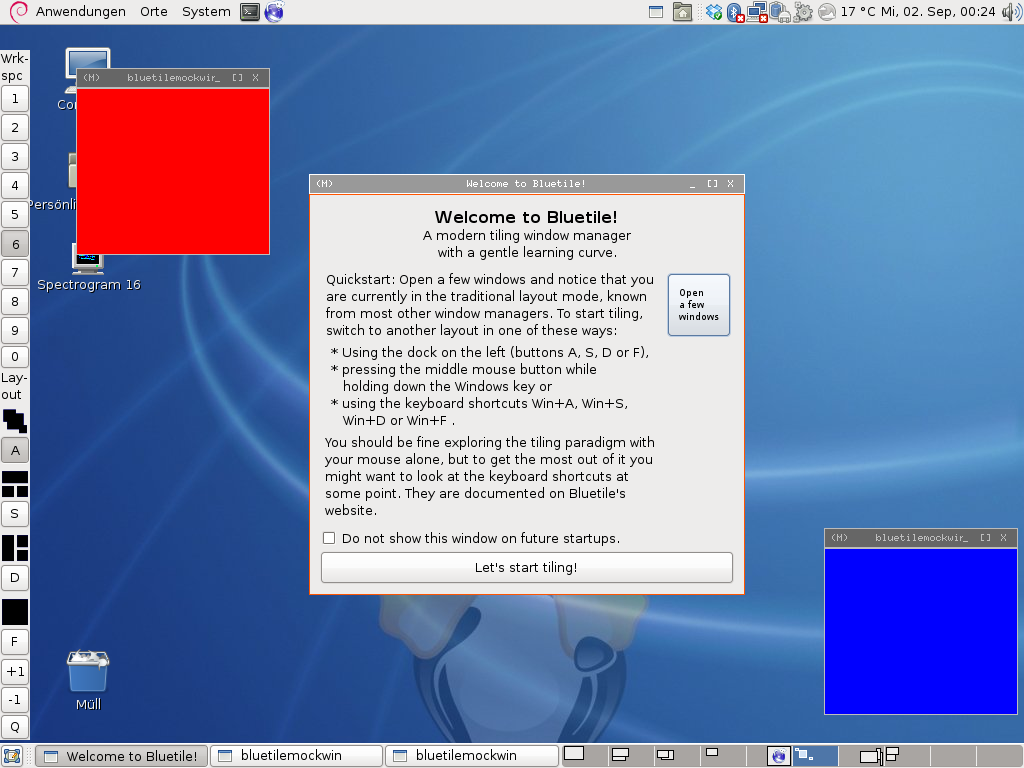 Anwendungen Orte System 17 °C Mi, 02. Sep, 00:24
Wrk-
spc
1
2
3
4
5
6
7
8
9
0
Lay-
out
A
S
D
F
+1
-1
Q
Co
(M) bluetilemockwir_ [] X
Persönli
Spectrogram 16
Müll
(M) Welcome to Bluetile! _ [] X
Welcome to Bluetile!
A modern tiling window manager
with a gentle learning curve.
Quickstart: Open a few windows and notice that you
are currently in the traditional layout mode, known
from most other window managers. To start tiling,
switch to another layout in one of these ways:
Open
a few
windows
* Using the dock on the left (buttons A, S, D or F),
* pressing the middle mouse button while
holding down the Windows key or
* using the keyboard shortcuts Win+A, Win+S,
Win+D or Win+F .
You should be fine exploring the tiling paradigm with
your mouse alone, but to get the most out of it you
might want to look at the keyboard shortcuts at
some point. They are documented on Bluetile's
website.
Do not show this window on future startups.
Let's start tiling!
(M) bluetilemockwir_ [] X
Welcome to Bluetile! bluetilemockwin bluetilemockwin